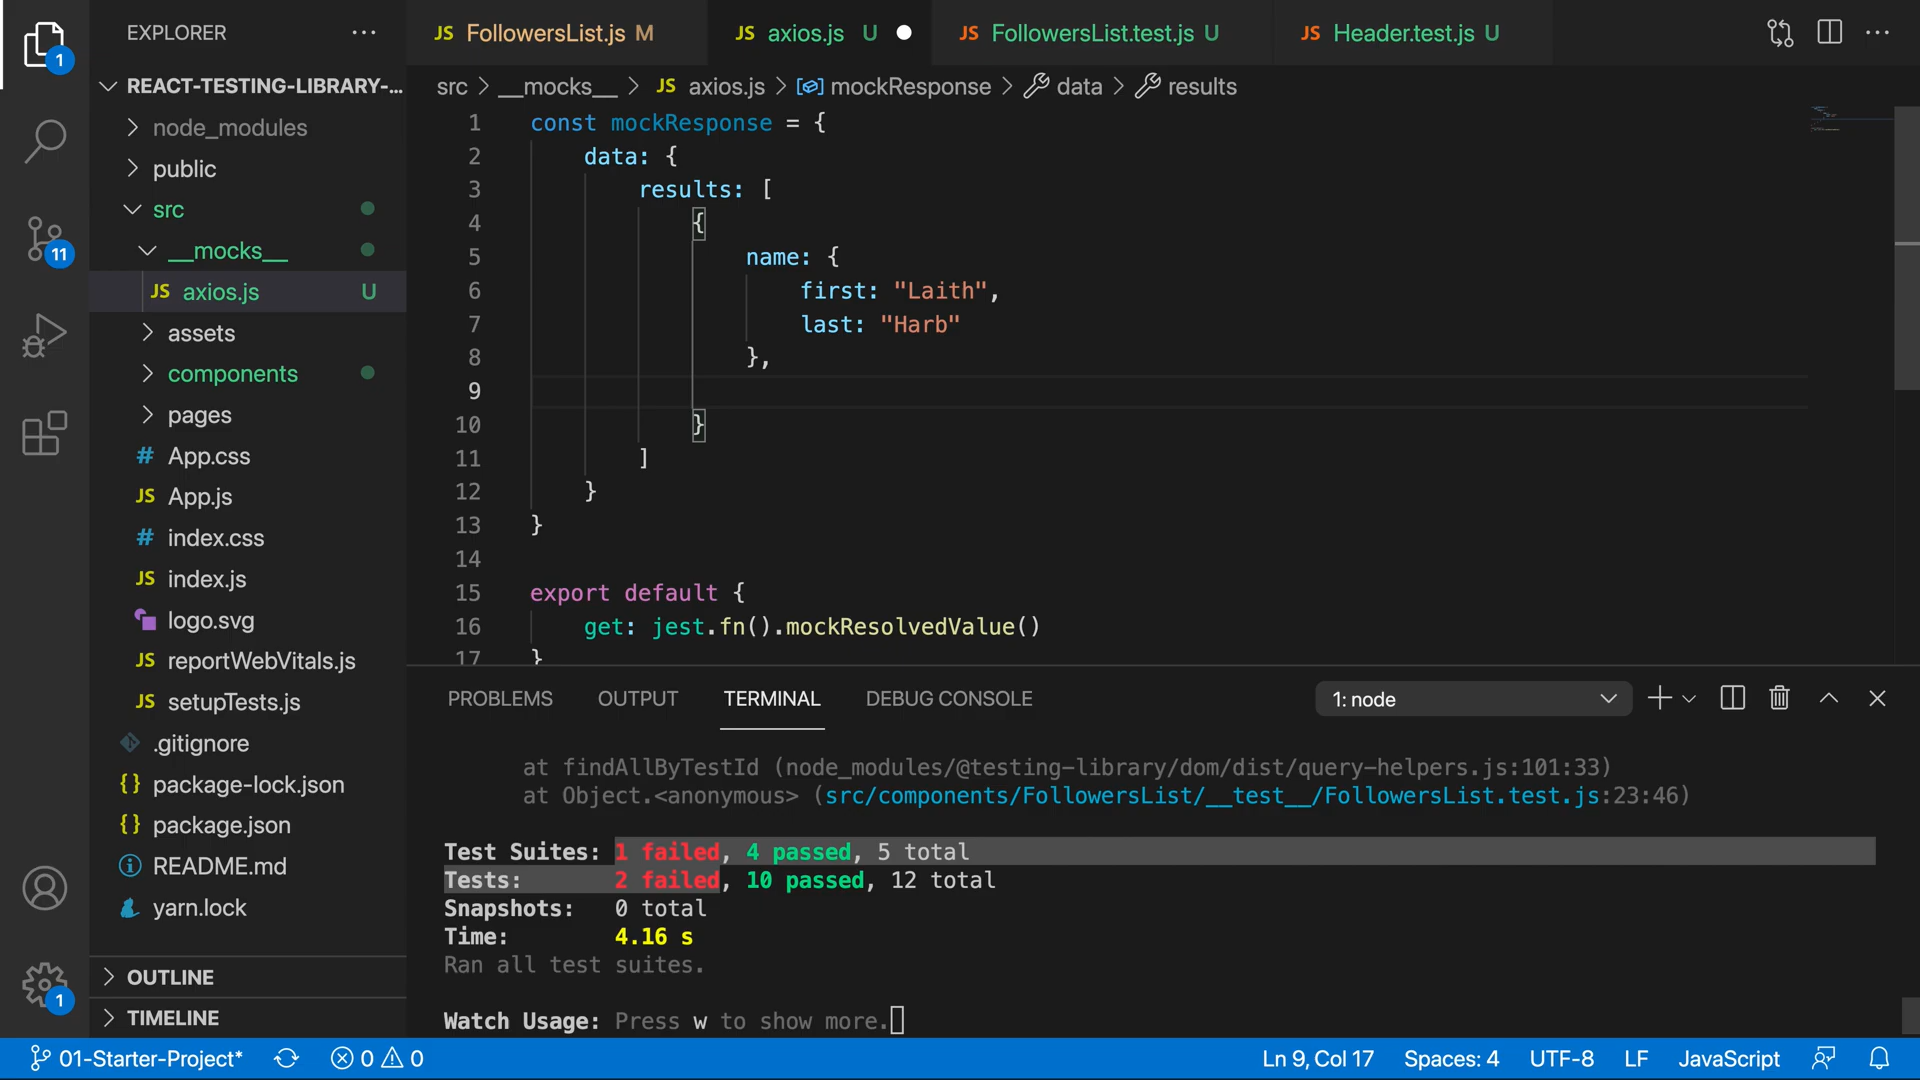 EXPLORER
JS FollowersList.js M
JS axios.js U
JS FollowersList.test.js U
JS Header.test.js U
REACT-TESTING-LIBRARY-...
node_modules
public
src
__mocks__
JS axios.js U
assets
components
pages
# App.css
JS App.js
# index.css
JS index.js
logo.svg
JS reportWebVitals.js
JS setupTests.js
.gitignore
{} package-lock.json
{} package.json
README.md
yarn.lock
OUTLINE
TIMELINE
1
11
1
src > __mocks__ > JS axios.js > mockResponse > data > results
1 const mockResponse = {
2 data: {
3 results: [
4 {
5 name: {
6 first: "Laith",
7 last: "Harb"
8 },
9
10 }
11 ]
12 }
13 }
14
15 export default {
16 get: jest.fn().mockResolvedValue()
17 }
PROBLEMS OUTPUT TERMINAL DEBUG CONSOLE 1: node
at findAllByTestId (node_modules/@testing-library/dom/dist/query-helpers.js:101:33)
at Object.<anonymous> (src/components/FollowersList/__test__/FollowersList.test.js:23:46)
Test Suites: 1 failed, 4 passed, 5 total
Tests: 2 failed, 10 passed, 12 total
Snapshots: 0 total
Time: 4.16 s
Ran all test suites.
Watch Usage: Press w to show more.
01-Starter-Project* 0 0 Ln 9, Col 17 Spaces: 4 UTF-8 LF JavaScript